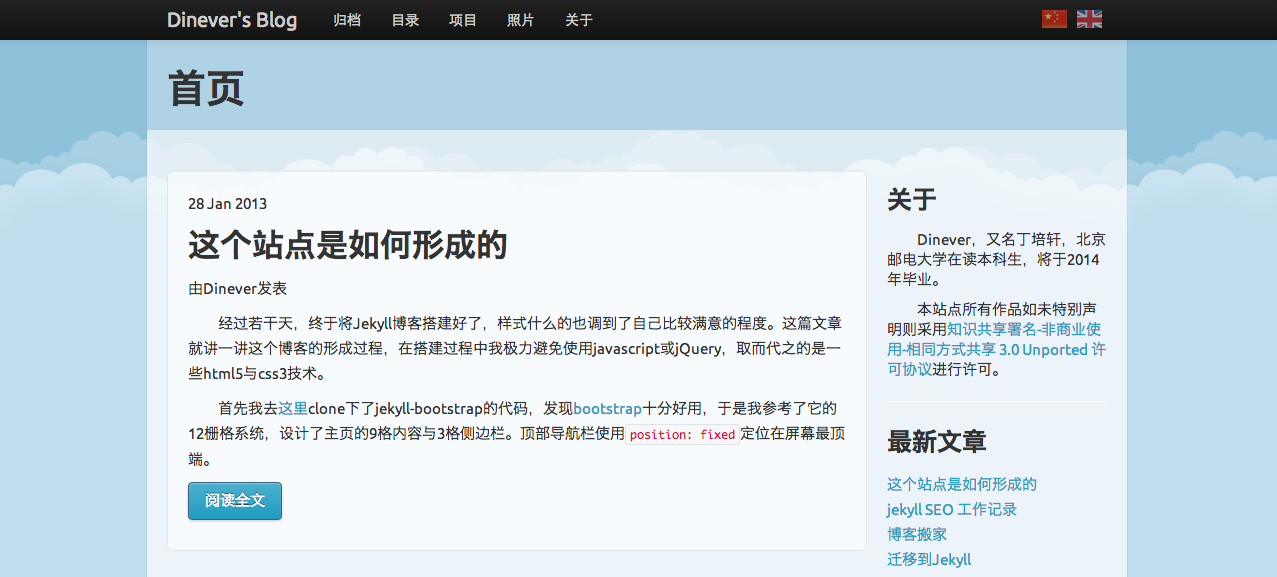 Dinever's Blog 归档 目录 项目 照片 关于
首页
28 Jan 2013
这个站点是如何形成的
由Dinever发表
经过若干天，终于将Jekyll博客搭建好了，样式什么的也调到了自己比较满意的程度。这篇文章
就讲一讲这个博客的形成过程，在搭建过程中我极力避免使用javascript或jQuery，取而代之的是一
些html5与css3技术。
首先我去这里clone下了jekyll-bootstrap的代码，发现bootstrap十分好用，于是我参考了它的
12栅格系统，设计了主页的9格内容与3格侧边栏。顶部导航栏使用position: fixed定位在屏幕最顶
端。
阅读全文
关于
Dinever，又名丁培轩，北京
邮电大学在读本科生，将于2014
年毕业。
本站点所有作品如未特别声
明则采用知识共享署名-非商业使
用-相同方式共享 3.0 Unported 许
可协议进行许可。
最新文章
这个站点是如何形成的
jekyll SEO 工作记录
博客搬家
迁移到Jekyll